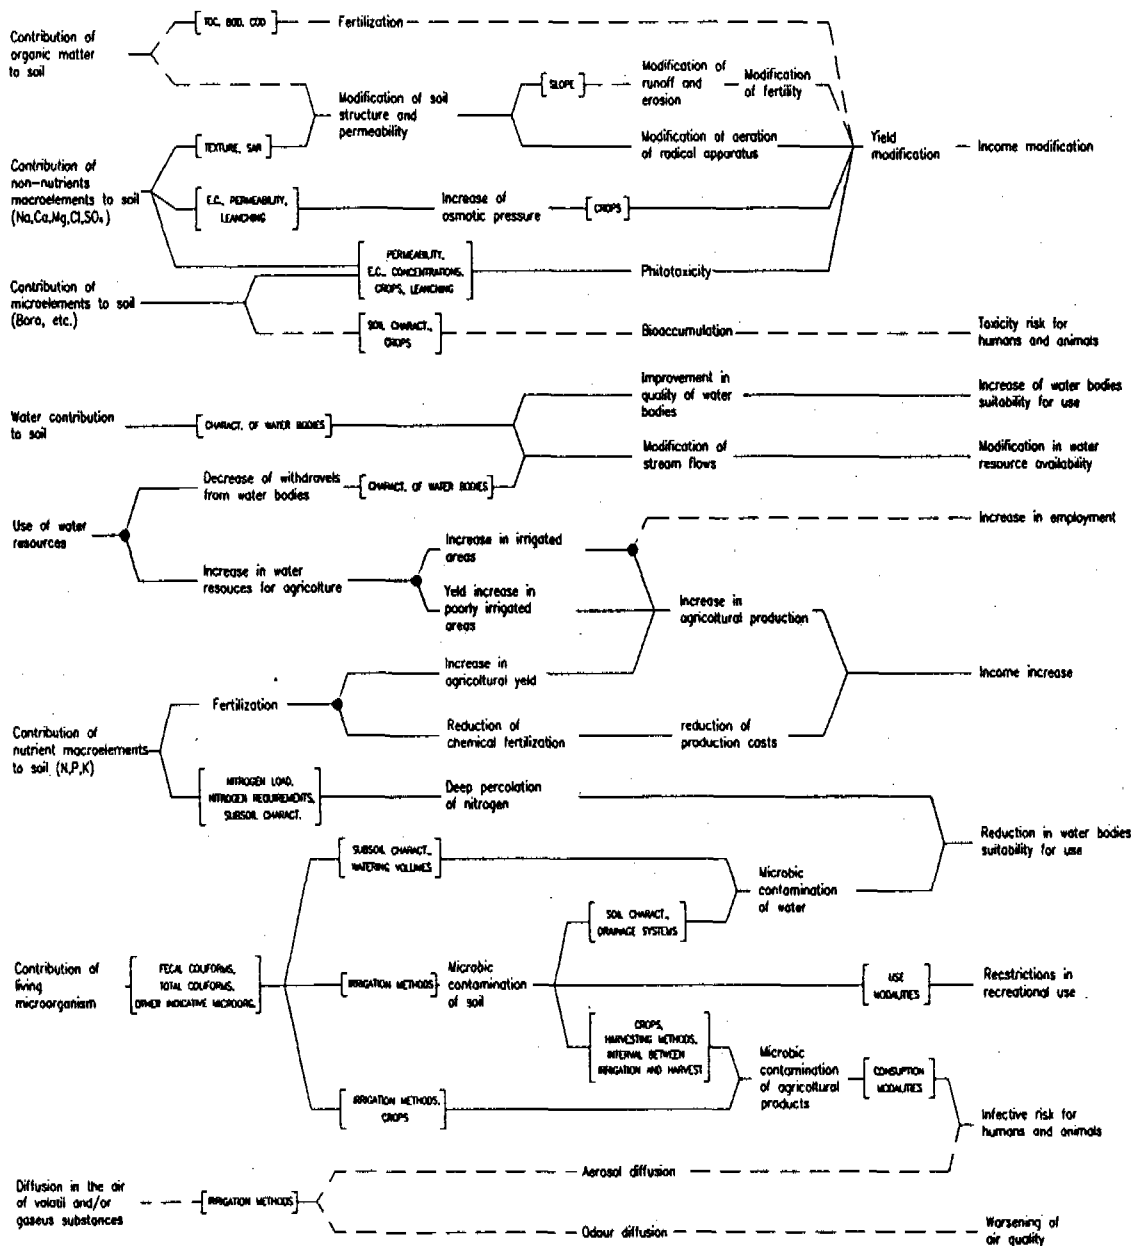 Contribution of
organic matter
to soil
TOC, BOD, COD
Fertilization
Modification of soil
structure and
permeability
SLOPE
Modification of
runoff and
erosion
Modification
of fertility
Modification of aeration
of radical apparatus
Yield
modification
Income modification
Contribution of
non-nutrients
macroelements to soil
(Na,Ca,Mg,Cl,SO₄)
TEXTURE, SAR
E.C., PERMEABILITY,
LEANCHING
Increase of
osmotic pressure
CROPS
PERMEABILITY,
E.C., CONCENTRATIONS,
CROPS, LEANCHING
Phitotoxicity
Contribution of
microelements to soil
(Boro, etc.)
SOIL CHARACT.,
CROPS
Bioaccumulation
Toxicity risk for
humans and animals
Water contribution
to soil
CHARACT. OF WATER BODIES
Improvement in
quality of water
bodies
Increase of water bodies
suitability for use
Modification of
stream flows
Modification in water
resource availability
Use of water
resources
Decrease of withdravels
from water bodies
CHARACT. OF WATER BODIES
Increase in water
resouces for agricolture
Increase in irrigated
areas
Yeld increase in
poorly irrigated
areas
Increase in employment
Increase in
agricoltural production
Income increase
Contribution of
nutrient macroelements
to soil (N,P,K)
Fertilization
Increase in
agricoltural yeld
Reduction of
chemical fertilization
reduction of
production costs
NITROGEN LOAD,
NITROGEN REQUIREMENTS,
SUBSOIL CHARACT.
Deep percolation
of nitrogen
Reduction in water bodies
suitability for use
Contribution of
living
microorganism
FECAL COLIFORMS,
TOTAL COLIFORMS,
OTHER INDICATIVE MICROORG.
SUBSOIL CHARACT.,
WATERING VOLUMES
Microbic
contamination
of water
IRRIGATION METHODS
Microbic
contamination
of soil
SOIL CHARACT.,
DRAINAGE SYSTEMS
USE
MODALITIES
Recstrictions in
recreational use
CROPS,
HARVESTING METHODS,
INTERVAL BETWEEN
IRRIGATION AND HARVEST
IRRIGATION METHODS,
CROPS
Microbic
contamination
of agricoltural
products
CONSUPTION
MODALITIES
Infective risk for
humans and animals
Diffusion in the air
of volatil and/or
gaseus substances
IRRIGATION METHODS
Aerosol diffusion
Odour diffusion
Worsening of
air quality